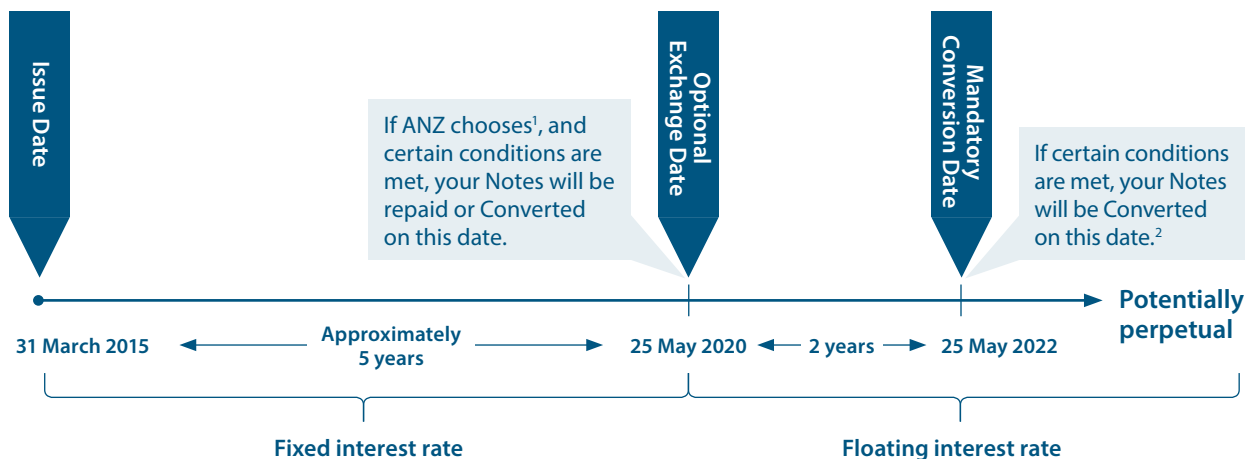 Issue Date
If ANZ chooses¹, and
certain conditions are
met, your Notes will be
repaid or Converted
on this date.
Optional
Exchange Date
Mandatory
Conversion Date
If certain conditions
are met, your Notes
will be Converted
on this date.²
Potentially
perpetual
31 March 2015
Approximately
5 years
25 May 2020
2 years
25 May 2022
Fixed interest rate
Floating interest rate